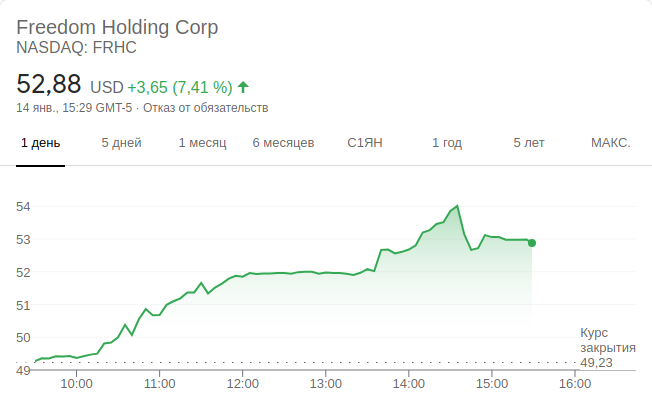 Freedom Holding Corp
NASDAQ: FRHC
52,88 USD +3,65 (7,41 %)
14 янв., 15:29 GMT-5 · Отказ от обязательств
1 день 5 дней 1 месяц 6 месяцев С1ЯН 1 год 5 лет МАКС.
54
53
52
51
50
Курс
закрытия
49,23
49
10:00 11:00 12:00 13:00 14:00 15:00 16:00